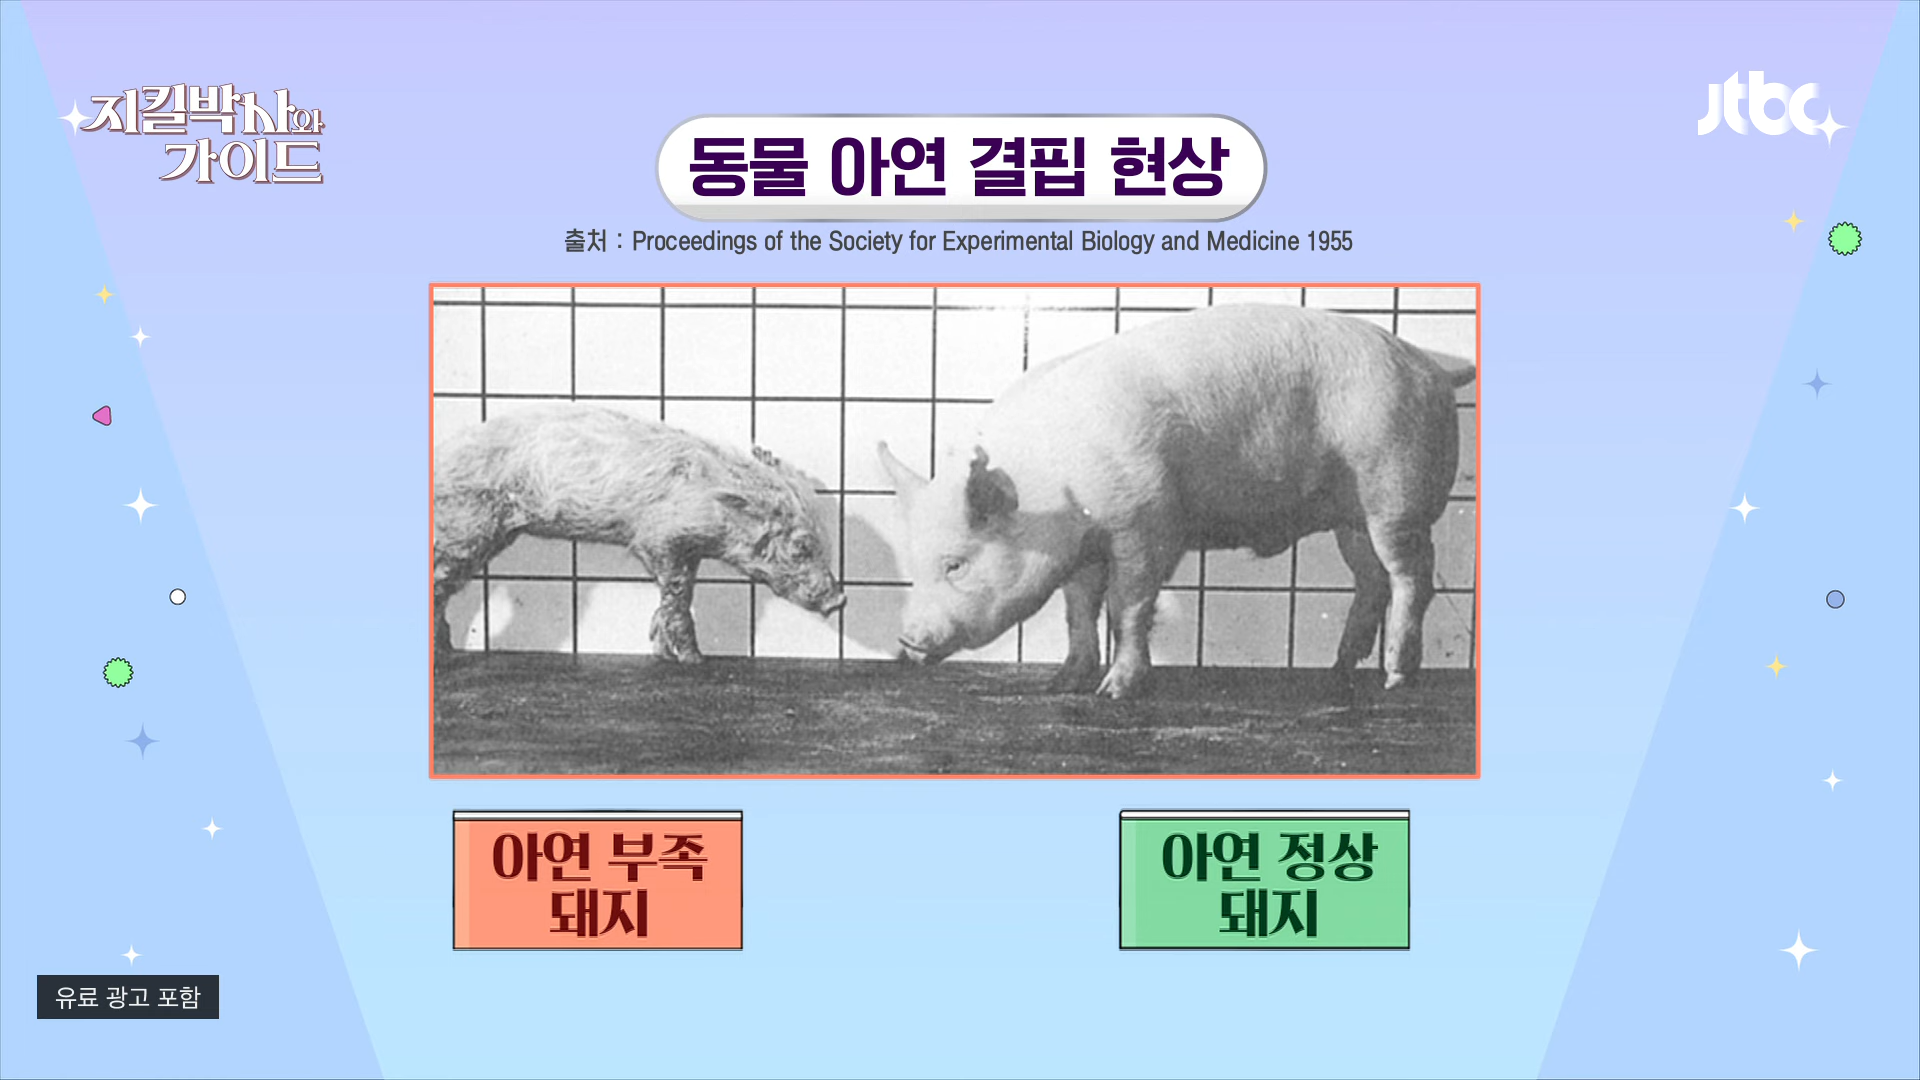 지킬박사와
가이드
jtbc
동물 아연 결핍 현상
출처 : Proceedings of the Society for Experimental Biology and Medicine 1955
아연 부족
돼지
아연 정상
돼지
유료 광고 포함